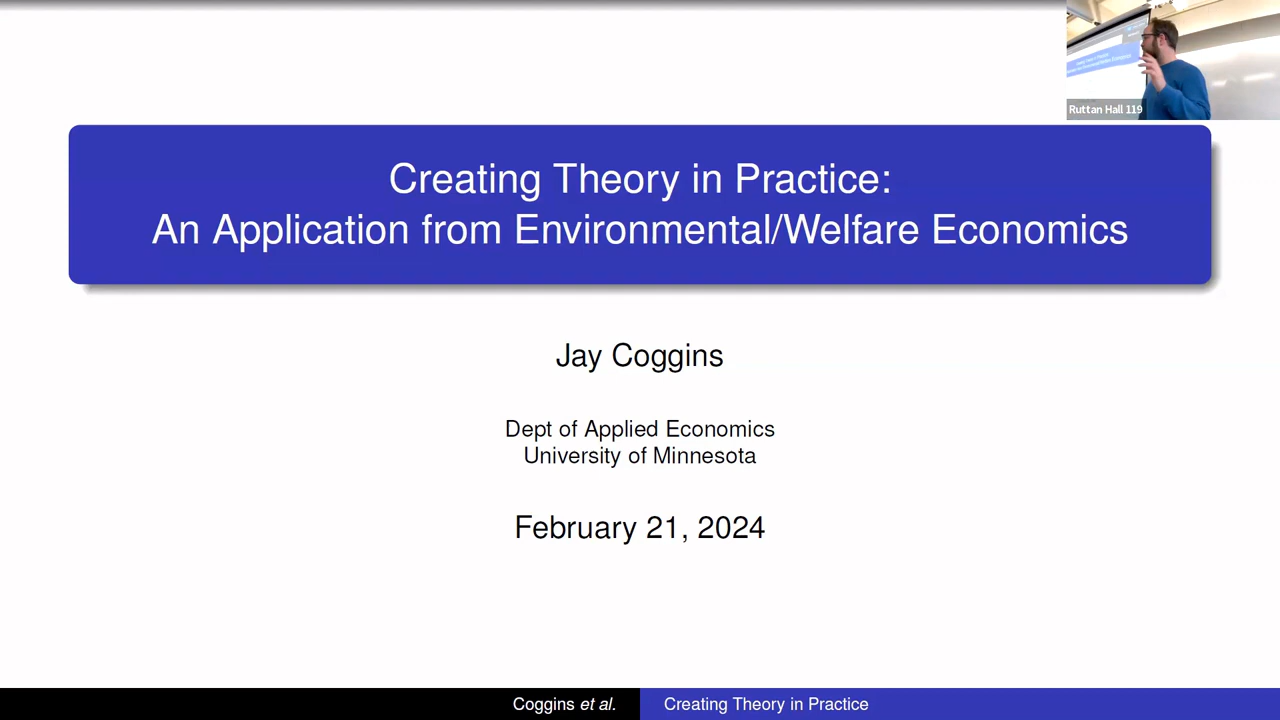 Ruttan Hall 119
Creating Theory in Practice:
An Application from Environmental/Welfare Economics
Jay Coggins
Dept of Applied Economics
University of Minnesota
February 21, 2024
Coggins et al.
Creating Theory in Practice